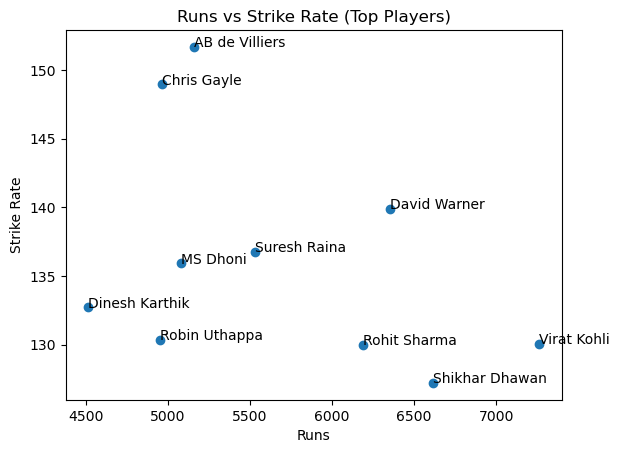 Runs vs Strike Rate (Top Players)
AB de Villiers
150
Chris Gayle
145
140
David Warner
Strike Rate
Suresh Raina
MS Dhoni
135
Dinesh Karthik
Robin Uthappa
Rohit Sharma
Virat Kohli
130
Shikhar Dhawan
4500 5000 5500 6000 6500 7000
Runs